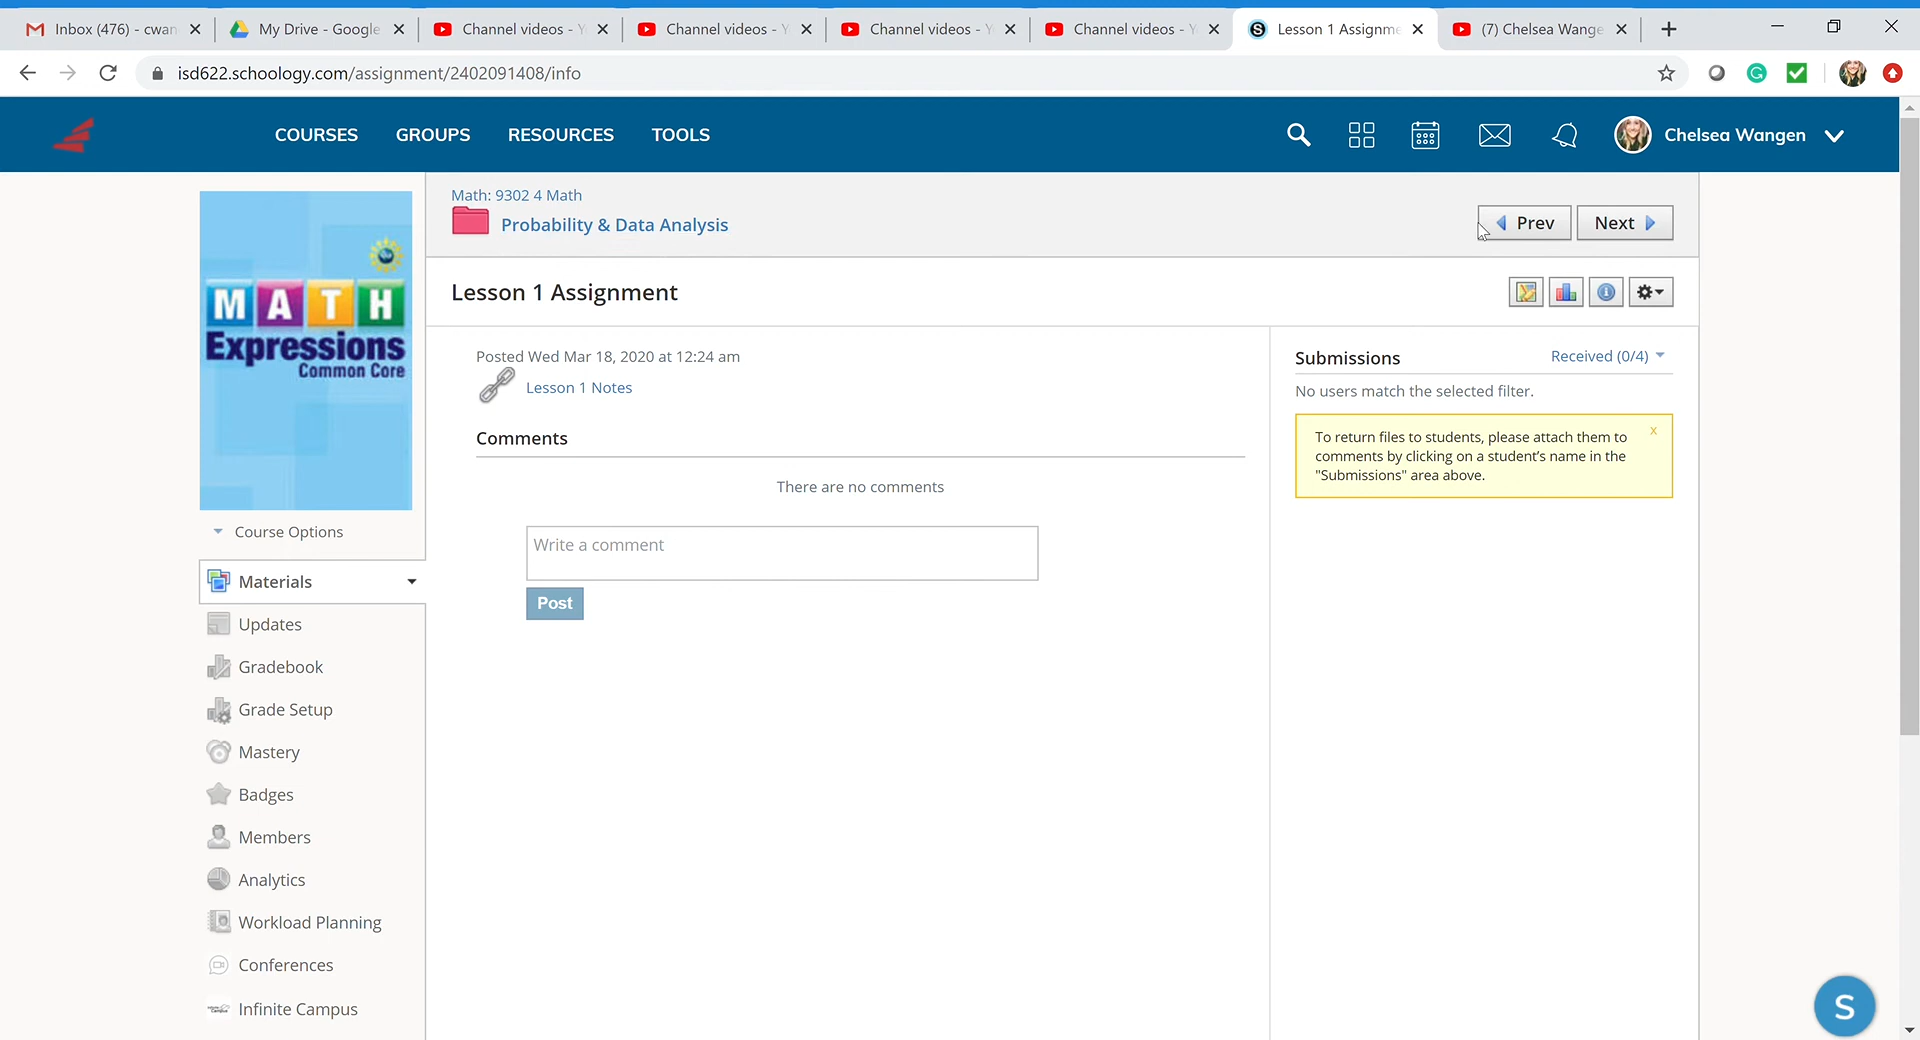 Inbox (476) - cwan
My Drive - Google
Channel videos - Y
Channel videos - Y
Channel videos - Y
Channel videos - Y
Lesson 1 Assignme
(7) Chelsea Wange
isd622.schoology.com/assignment/2402091408/info
COURSES
GROUPS
RESOURCES
TOOLS
Chelsea Wangen
MATH
Expressions
Common Core
Math: 9302 4 Math
Probability & Data Analysis
Prev
Next
Lesson 1 Assignment
Posted Wed Mar 18, 2020 at 12:24 am
Lesson 1 Notes
Comments
There are no comments
Write a comment
Post
Submissions
Received (0/4)
No users match the selected filter.
To return files to students, please attach them to
comments by clicking on a student's name in the
"Submissions" area above.
x
Course Options
Materials
Updates
Gradebook
Grade Setup
Mastery
Badges
Members
Analytics
Workload Planning
Conferences
Infinite Campus
S